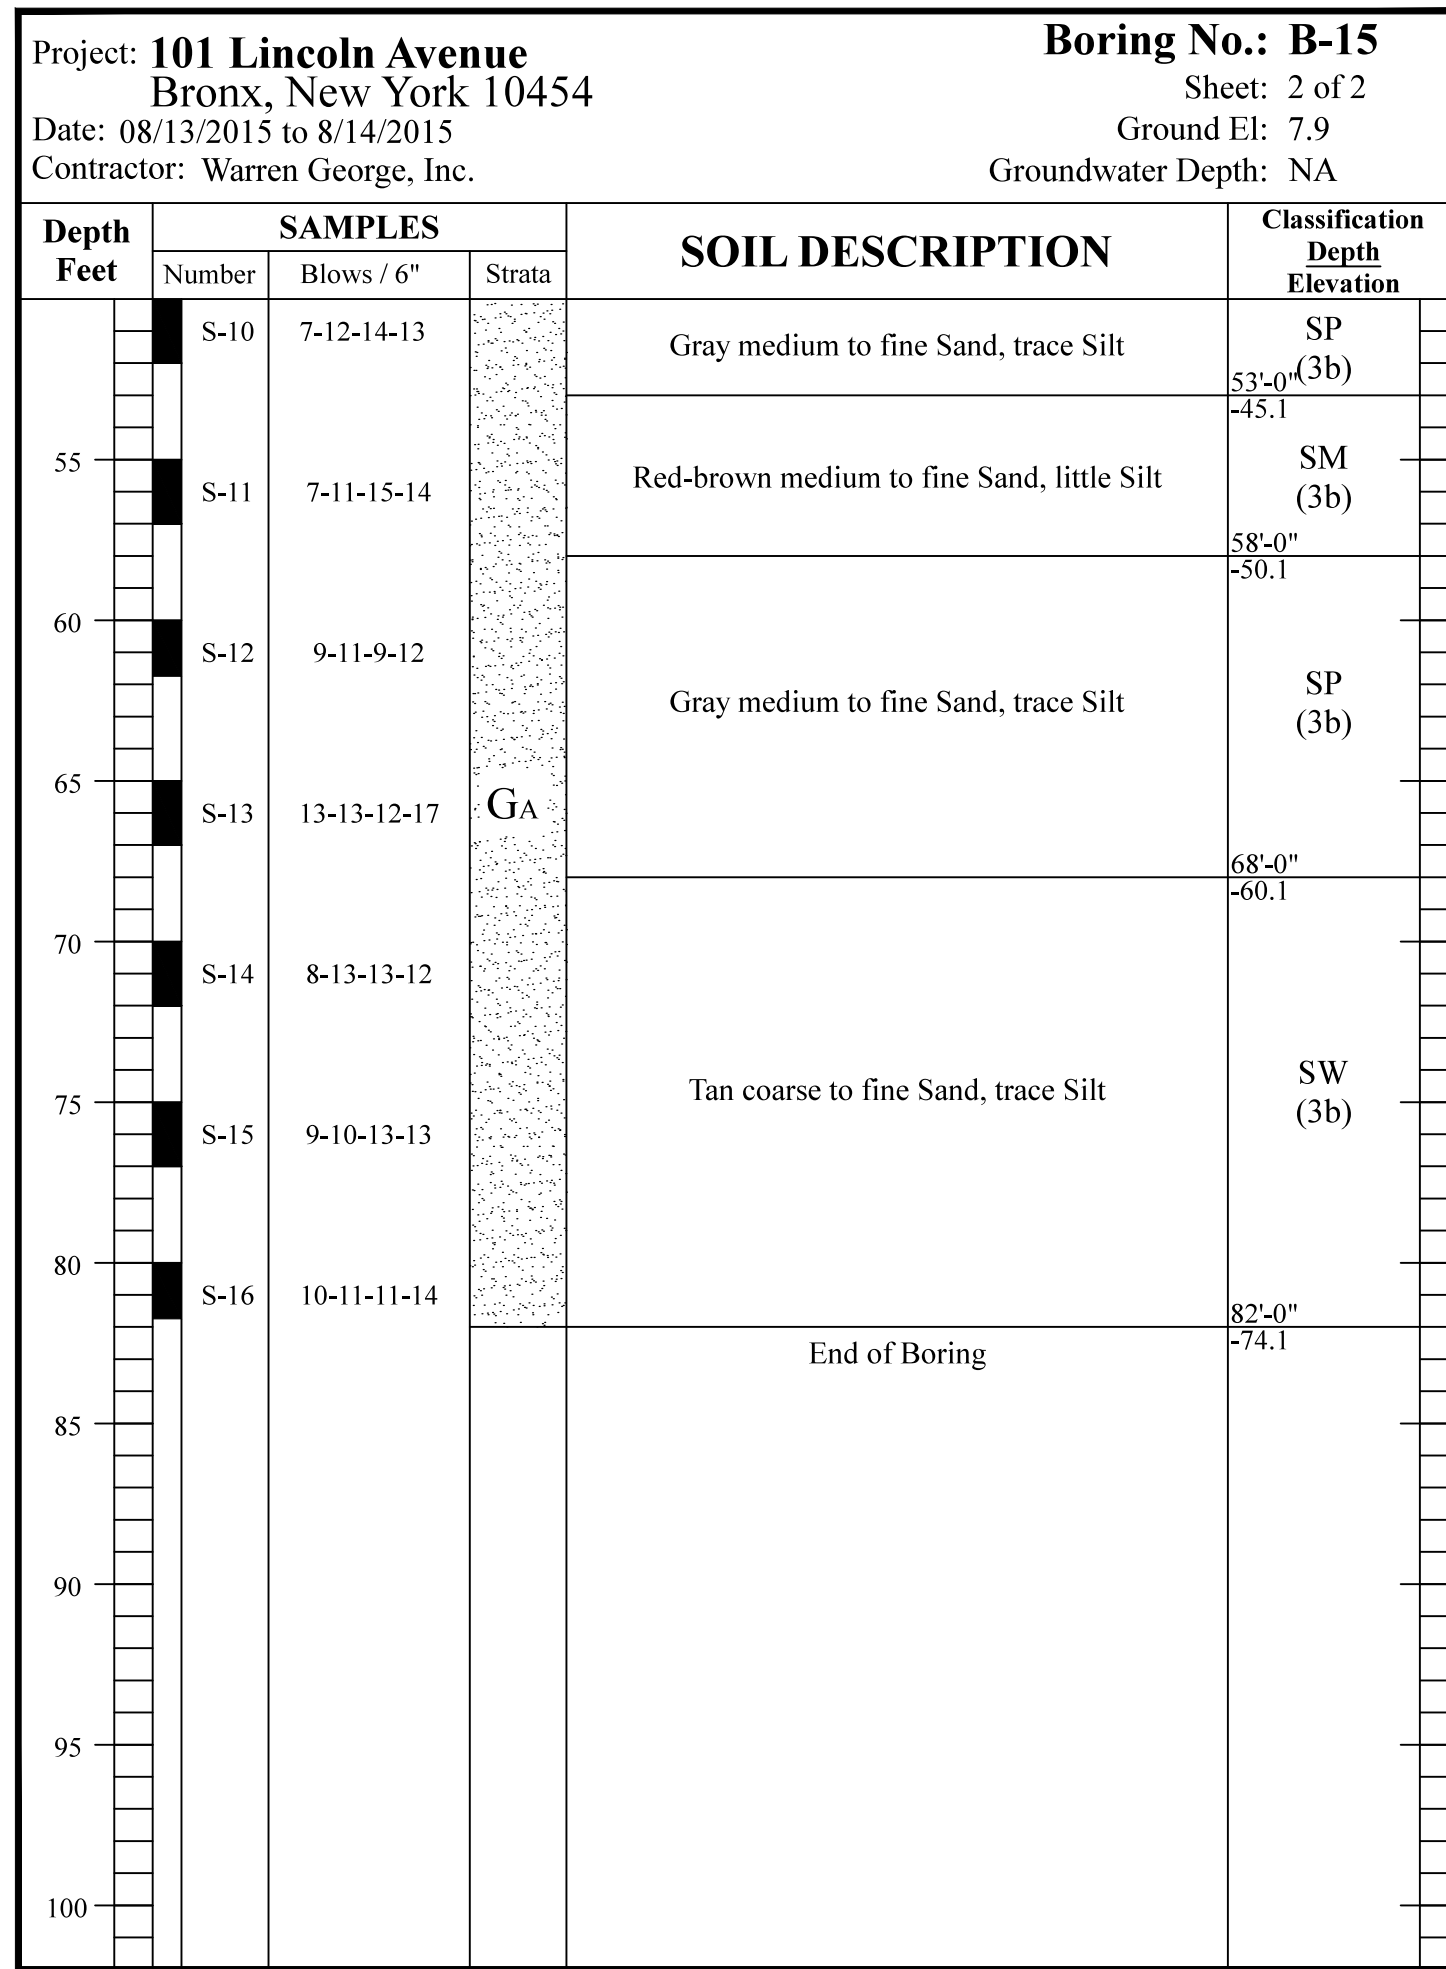 Project: 101 Lincoln Avenue
Bronx, New York 10454
Date: 08/13/2015 to 8/14/2015
Contractor: Warren George, Inc.
Boring No.: B-15
Sheet: 2 of 2
Ground El: 7.9
Groundwater Depth: NA
Depth Feet
SAMPLES
Number Blows / 6" Strata
SOIL DESCRIPTION
Classification
Depth
Elevation
S-10 7-12-14-13
Gray medium to fine Sand, trace Silt
SP
(3b)
53'-0"
-45.1
55
S-11 7-11-15-14
Red-brown medium to fine Sand, little Silt
SM
(3b)
58'-0"
-50.1
60
S-12 9-11-9-12
Gray medium to fine Sand, trace Silt
SP
(3b)
65
S-13 13-13-12-17
GA
68'-0"
-60.1
70
S-14 8-13-13-12
Tan coarse to fine Sand, trace Silt
SW
(3b)
75
S-15 9-10-13-13
80
S-16 10-11-11-14
82'-0"
-74.1
End of Boring
85
90
95
100